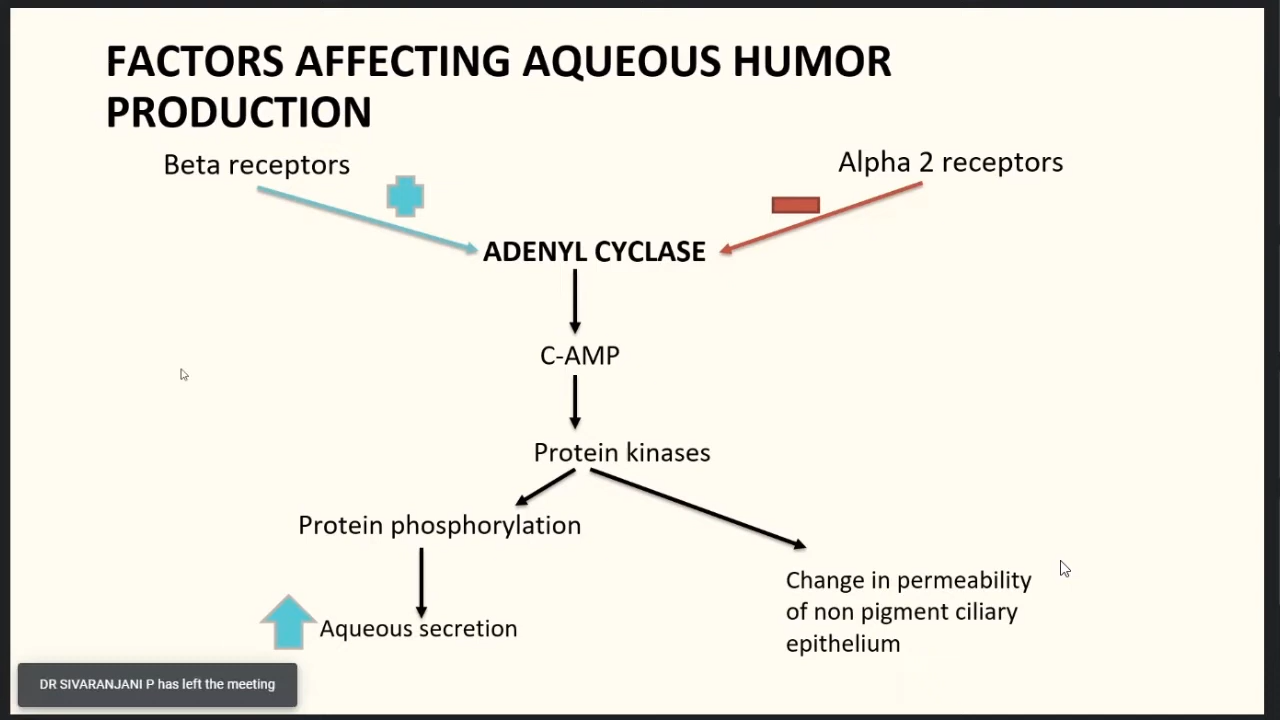 FACTORS AFFECTING AQUEOUS HUMOR
PRODUCTION
Beta receptors
Alpha 2 receptors
ADENYL CYCLASE
C-AMP
Protein kinases
Protein phosphorylation
Change in permeability
of non pigment ciliary
epithelium
Aqueous secretion
DR SIVARANJANI P has left the meeting